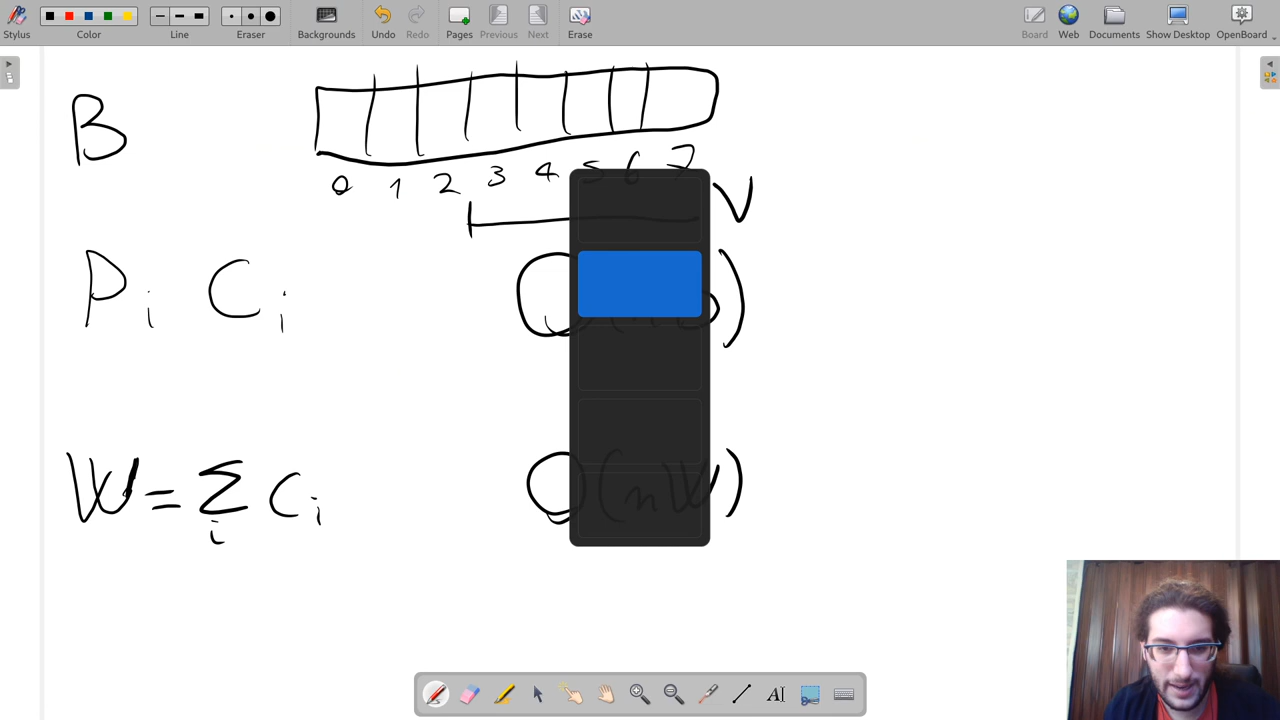 Stylus Color Line Eraser Backgrounds Undo Redo Pages Previous Next Erase Board Web Documents Show Desktop OpenBoard
B
0 1 2 3 4 5 6 7
V
P i C i O(n b)
W = Σ i C i O(nW)
AI